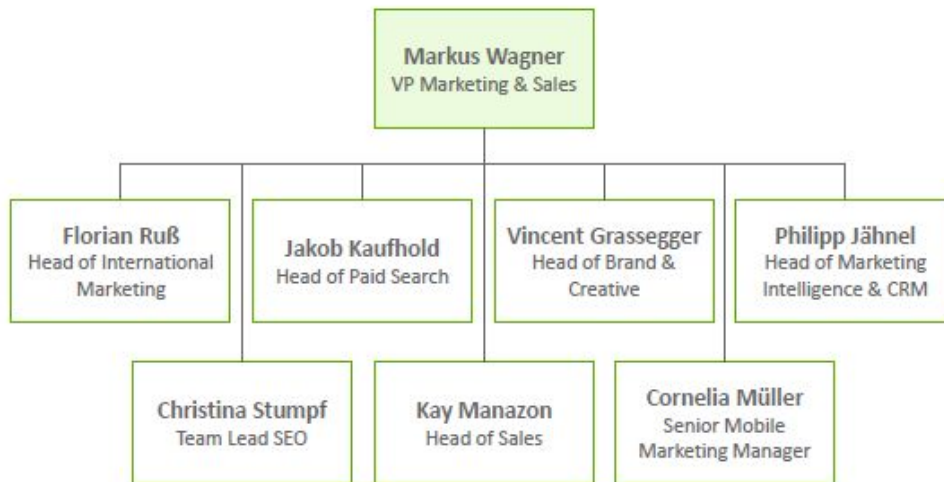 Markus Wagner
VP Marketing & Sales
Florian Ruß
Head of International
Marketing
Jakob Kaufhold
Head of Paid Search
Vincent Grassegger
Head of Brand &
Creative
Philipp Jähnel
Head of Marketing
Intelligence & CRM
Christina Stumpf
Team Lead SEO
Kay Manazon
Head of Sales
Cornelia Müller
Senior Mobile
Marketing Manager